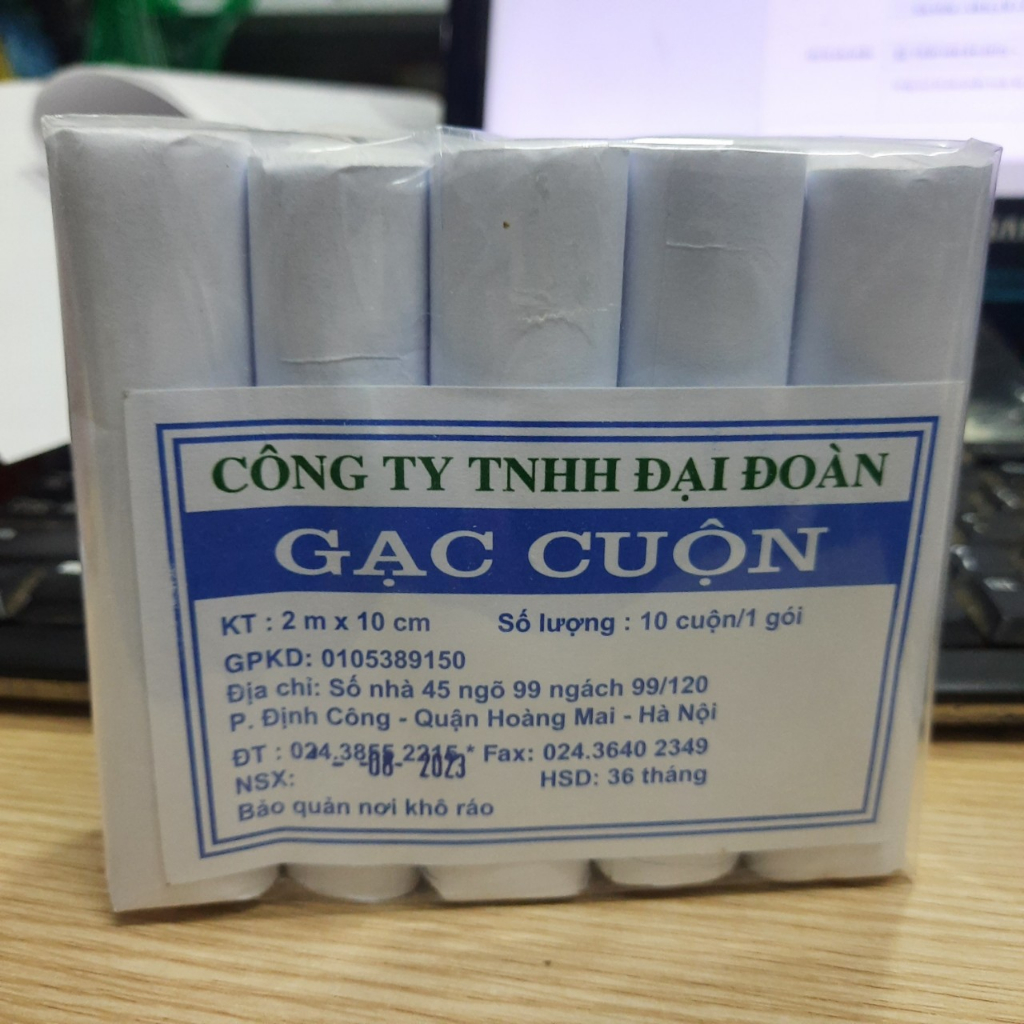 CÔNG TY TNHH ĐẠI ĐOÀN
GẠC CUỘN
KT : 2 m x 10 cm Số lượng : 10 cuộn/1 gói
GPKD: 0105389150
Địa chỉ: Số nhà 45 ngõ 99 ngách 99/120
P. Định Công - Quận Hoàng Mai - Hà Nội
ĐT : 024.3855 2215 * Fax: 024.3640 2349
NSX: -08- 2023 HSD: 36 tháng
Bảo quản nơi khô ráo